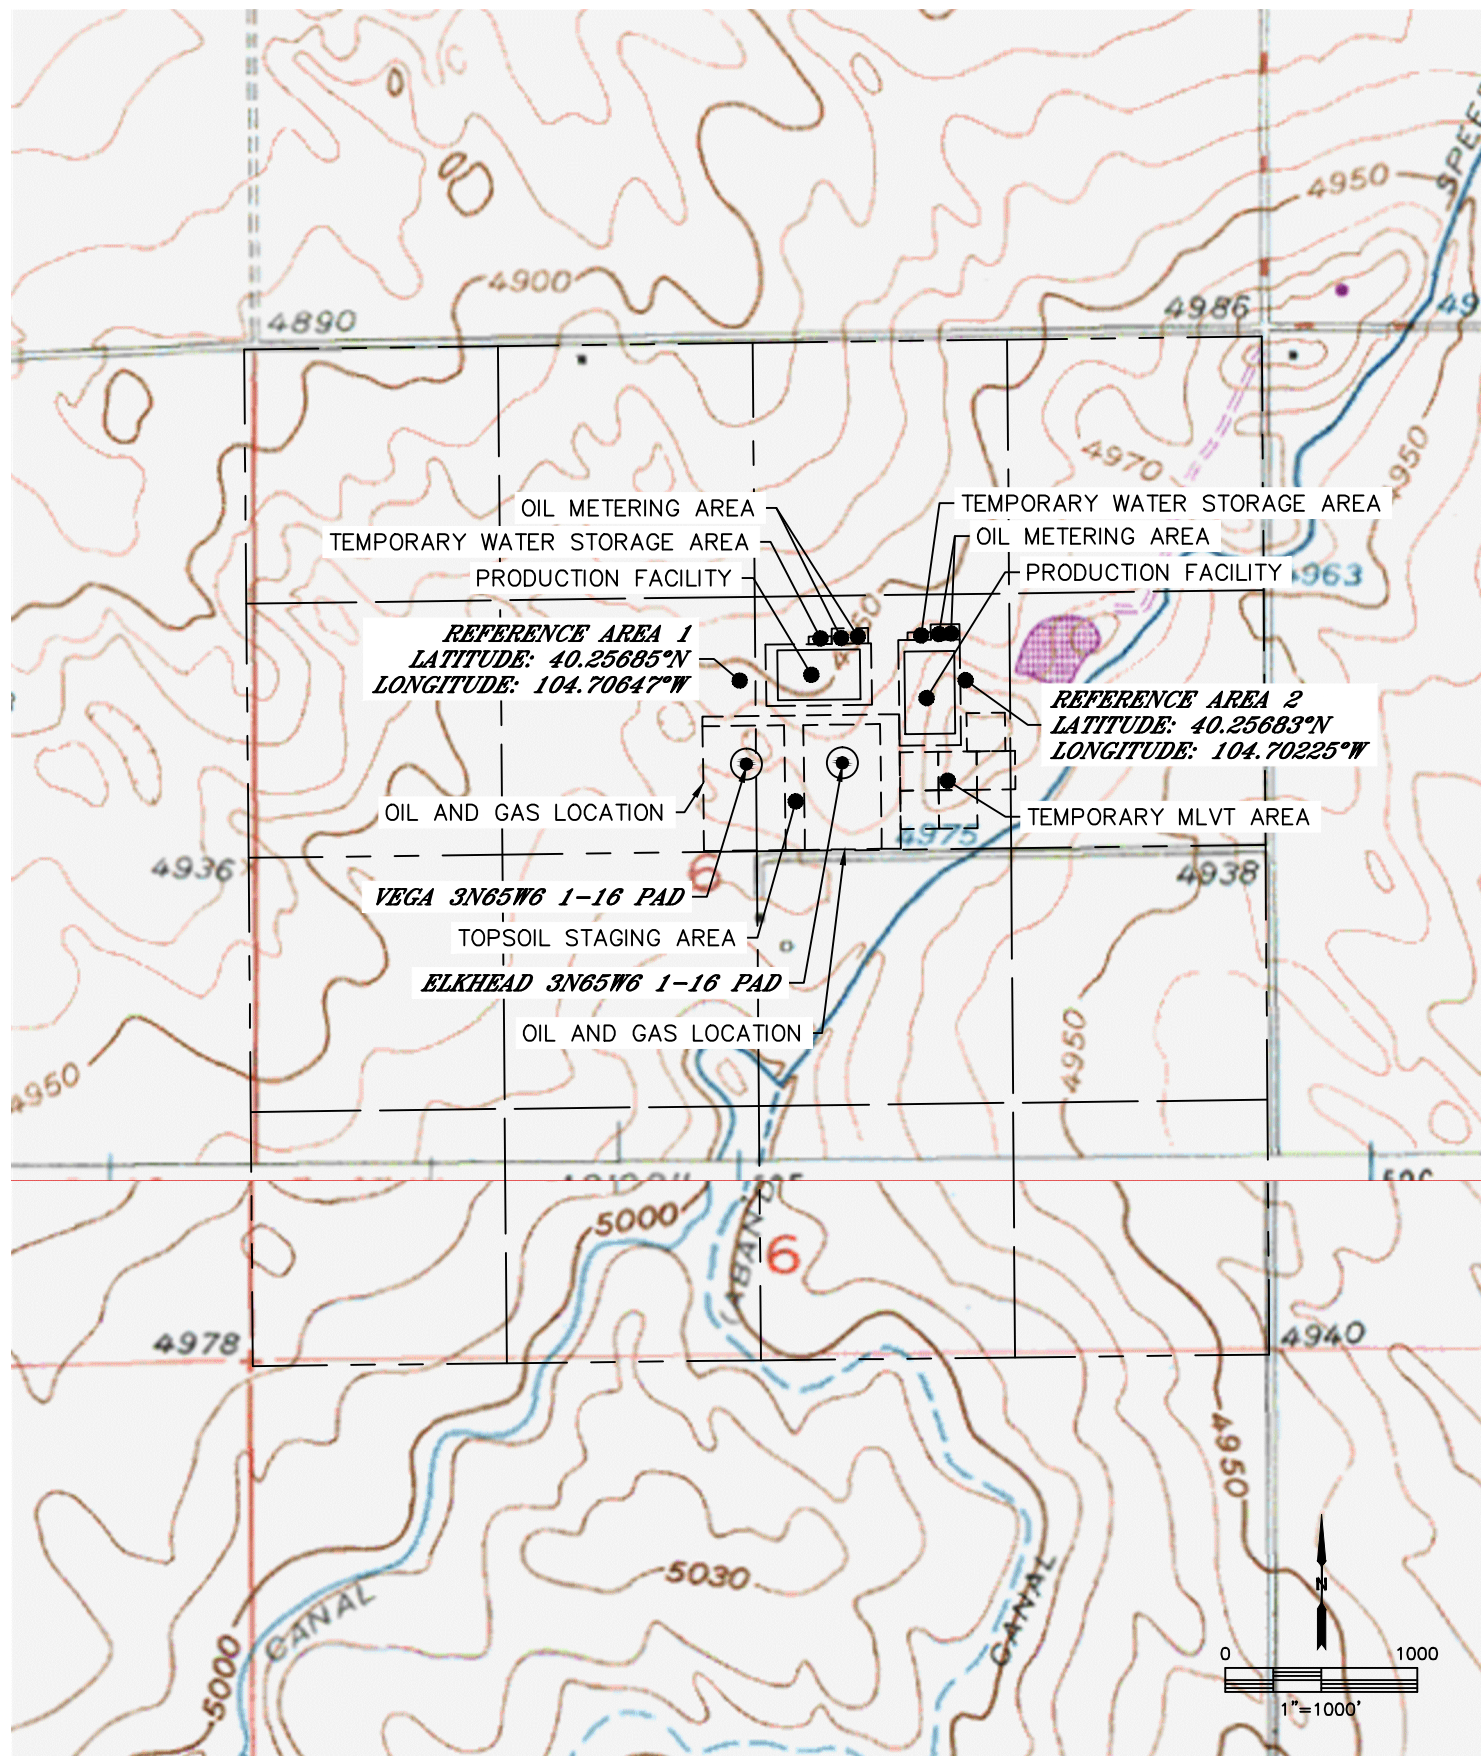 SPEE
4950
4900
4890
4986
49
4970
4950
OIL METERING AREA
TEMPORARY WATER STORAGE AREA
TEMPORARY WATER STORAGE AREA
OIL METERING AREA
PRODUCTION FACILITY
PRODUCTION FACILITY
4963
REFERENCE AREA 1
LATITUDE: 40.25685°N
LONGITUDE: 104.70647°W
REFERENCE AREA 2
LATITUDE: 40.25683°N
LONGITUDE: 104.70225°W
OIL AND GAS LOCATION
TEMPORARY MLVT AREA
4975
4936
6
4938
VEGA 3N65W6 1-16 PAD
TOPSOIL STAGING AREA
ELKHEAD 3N65W6 1-16 PAD
OIL AND GAS LOCATION
4950
4950
5000
ABAND
6
4978
4940
4950
5030
CANAL
CANAL
5000
N
0 1000
1"=1000'